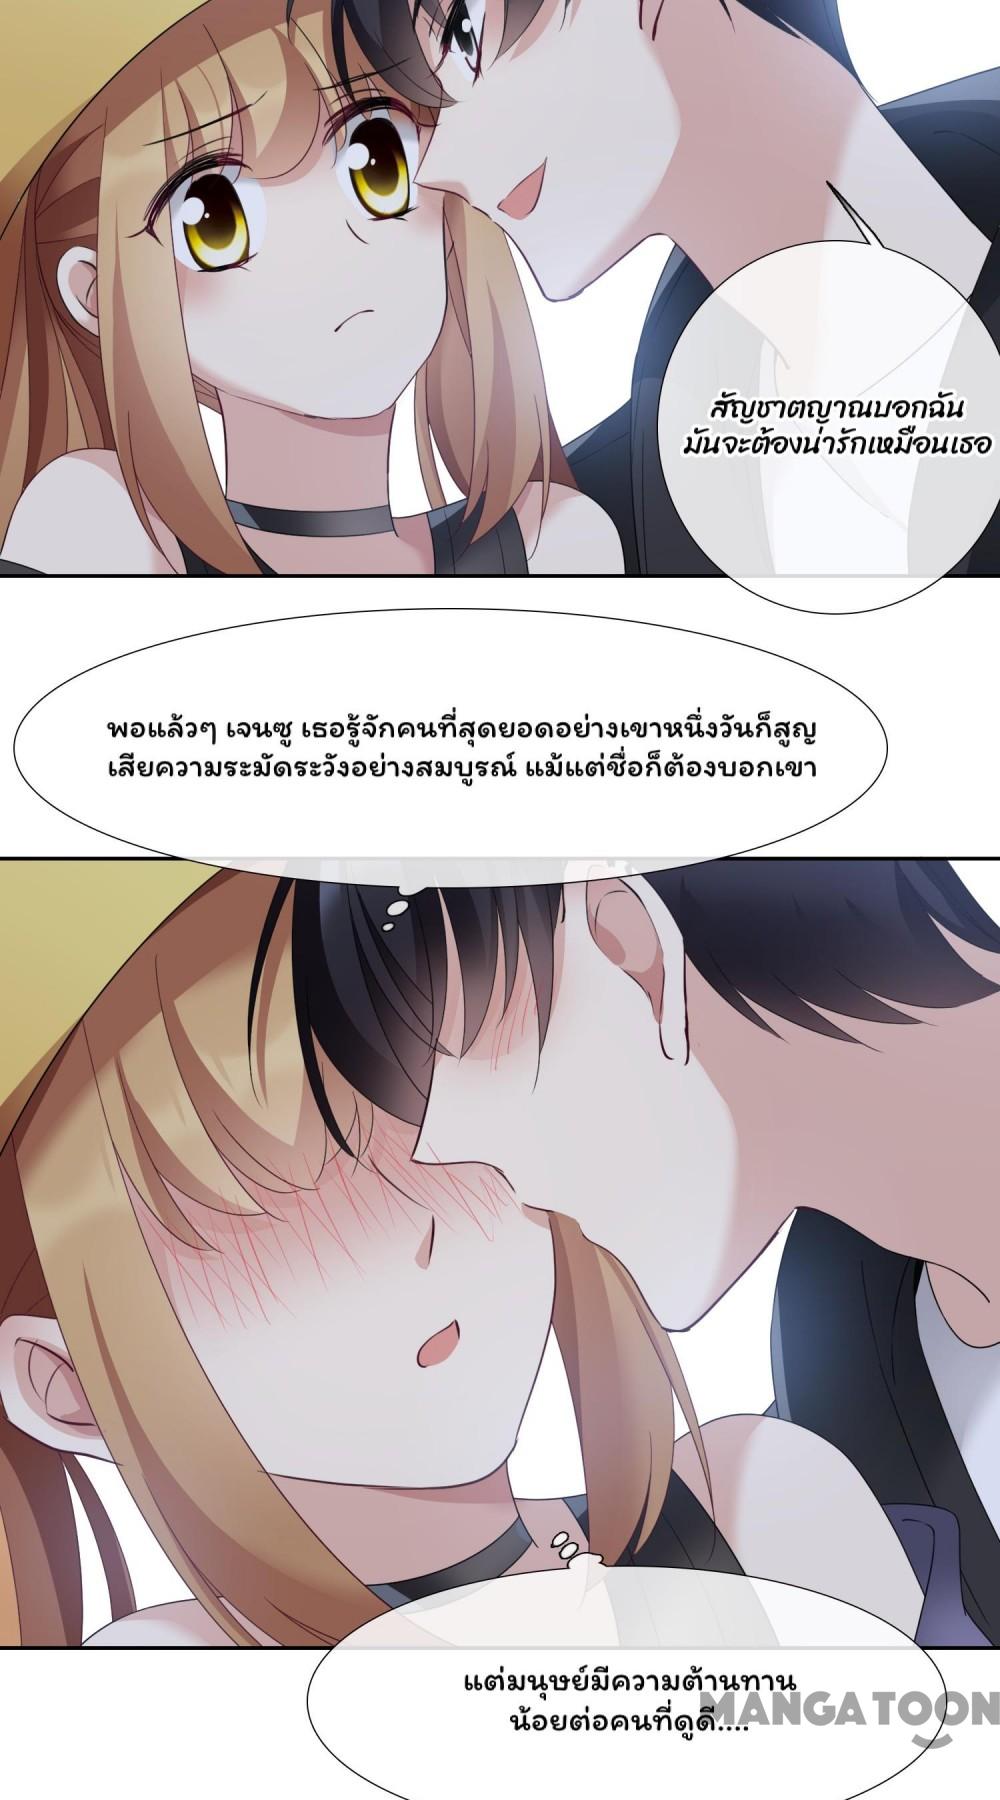 สัญชาตญาณบอกฉัน
มันจะต้องน่ารักเหมือนเธอ
พอแล้วๆ เจนซู เธอรู้จักคนที่สุดยอดอย่างเขาหนึ่งวันก็สูญ
เสียความระมัดระวังอย่างสมบูรณ์ แม้แต่ชื่อก็ต้องบอกเขา
แต่มนุษย์มีความต้านทาน
น้อยต่อคนที่ดูดี....
MANGATOON